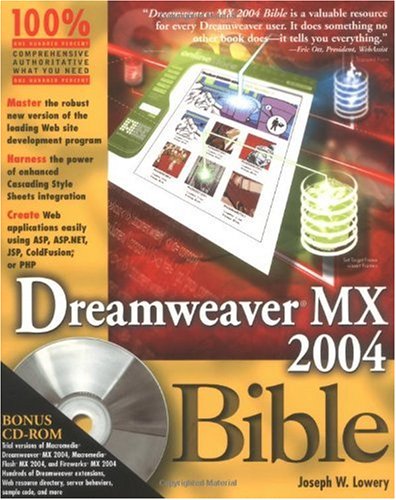 100%
ONE HUNDRED PERCENT
COMPREHENSIVE
AUTHORITATIVE
WHAT YOU NEED
ONE HUNDRED PERCENT
"Dreamweaver MX 2004 Bible is a valuable resource
for every Dreamweaver user. It does something no
other book does—it tells you everything."
—Eric Ott, President, WebAssist
Master the robust
new version of the
leading Web site
development program
Harness the power
of enhanced
Cascading Style
Sheets integration
Create Web
applications easily
using ASP, ASP.NET,
JSP, ColdFusion,
or PHP
Dreamweaver® MX
2004
Bible
BONUS
CD-ROM
Trial versions of Macromedia
Dreamweaver MX 2004, Macromedia
Flash MX 2004, and Fireworks MX 2004
Hundreds of Dreamweaver extensions,
Web resource directory, server behaviors,
sample code, and more
Joseph W. Lowery
Copyrighted Material